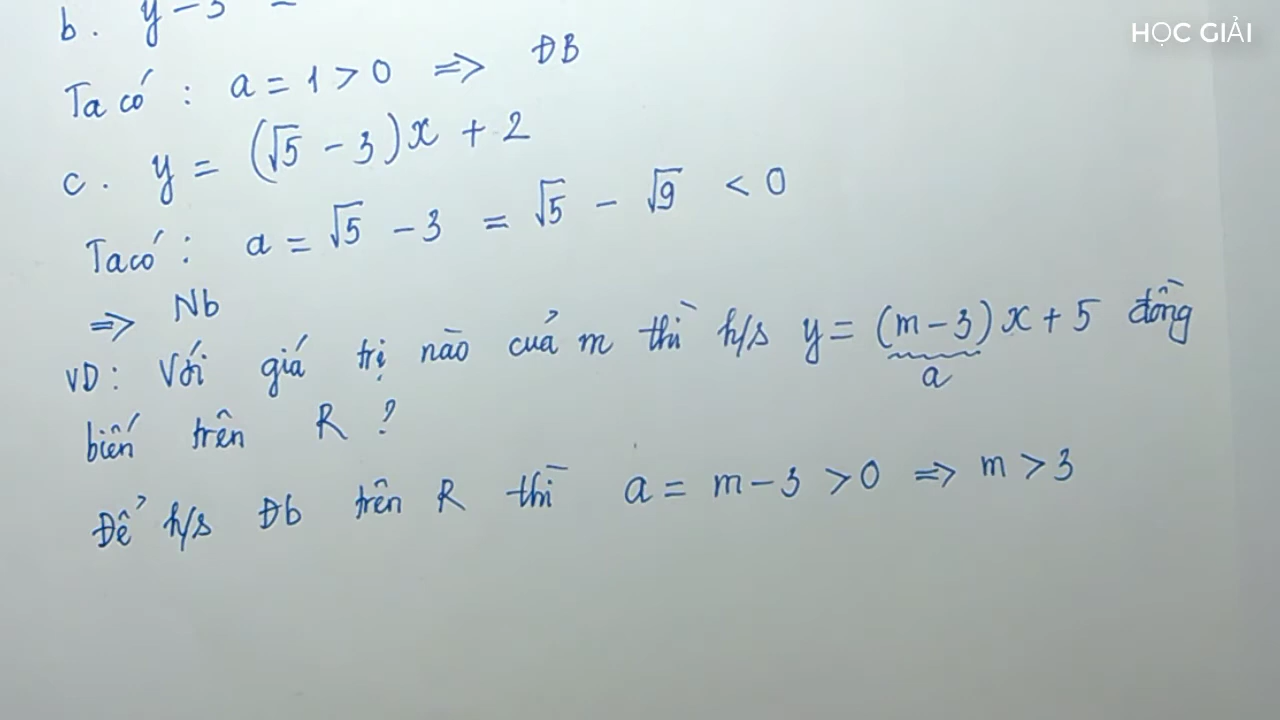 HỌC GIẢI
b. y - 3 =
Ta có : a = 1 > 0 => ĐB
c. y = (√5 - 3)x + 2
Ta có : a = √5 - 3 = √5 - √9 < 0
=> Nb
VD : Với giá trị nào của m thì h/s y = (m - 3)x + 5 đồng
a
biến trên R ?
Để h/s Đb trên R thì a = m - 3 > 0 => m > 3